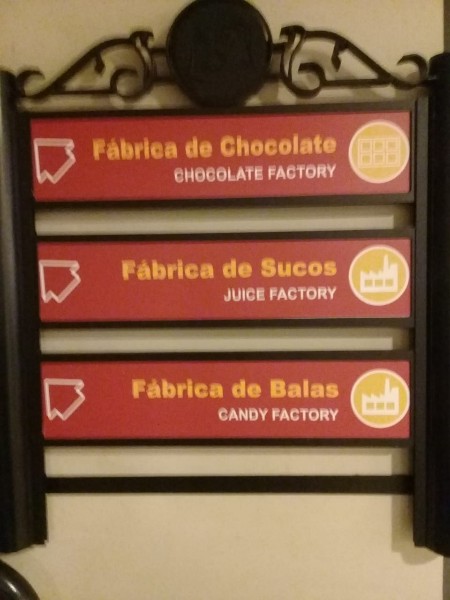 Fábrica de Chocolate
CHOCOLATE FACTORY
Fábrica de Sucos
JUICE FACTORY
Fábrica de Balas
CANDY FACTORY